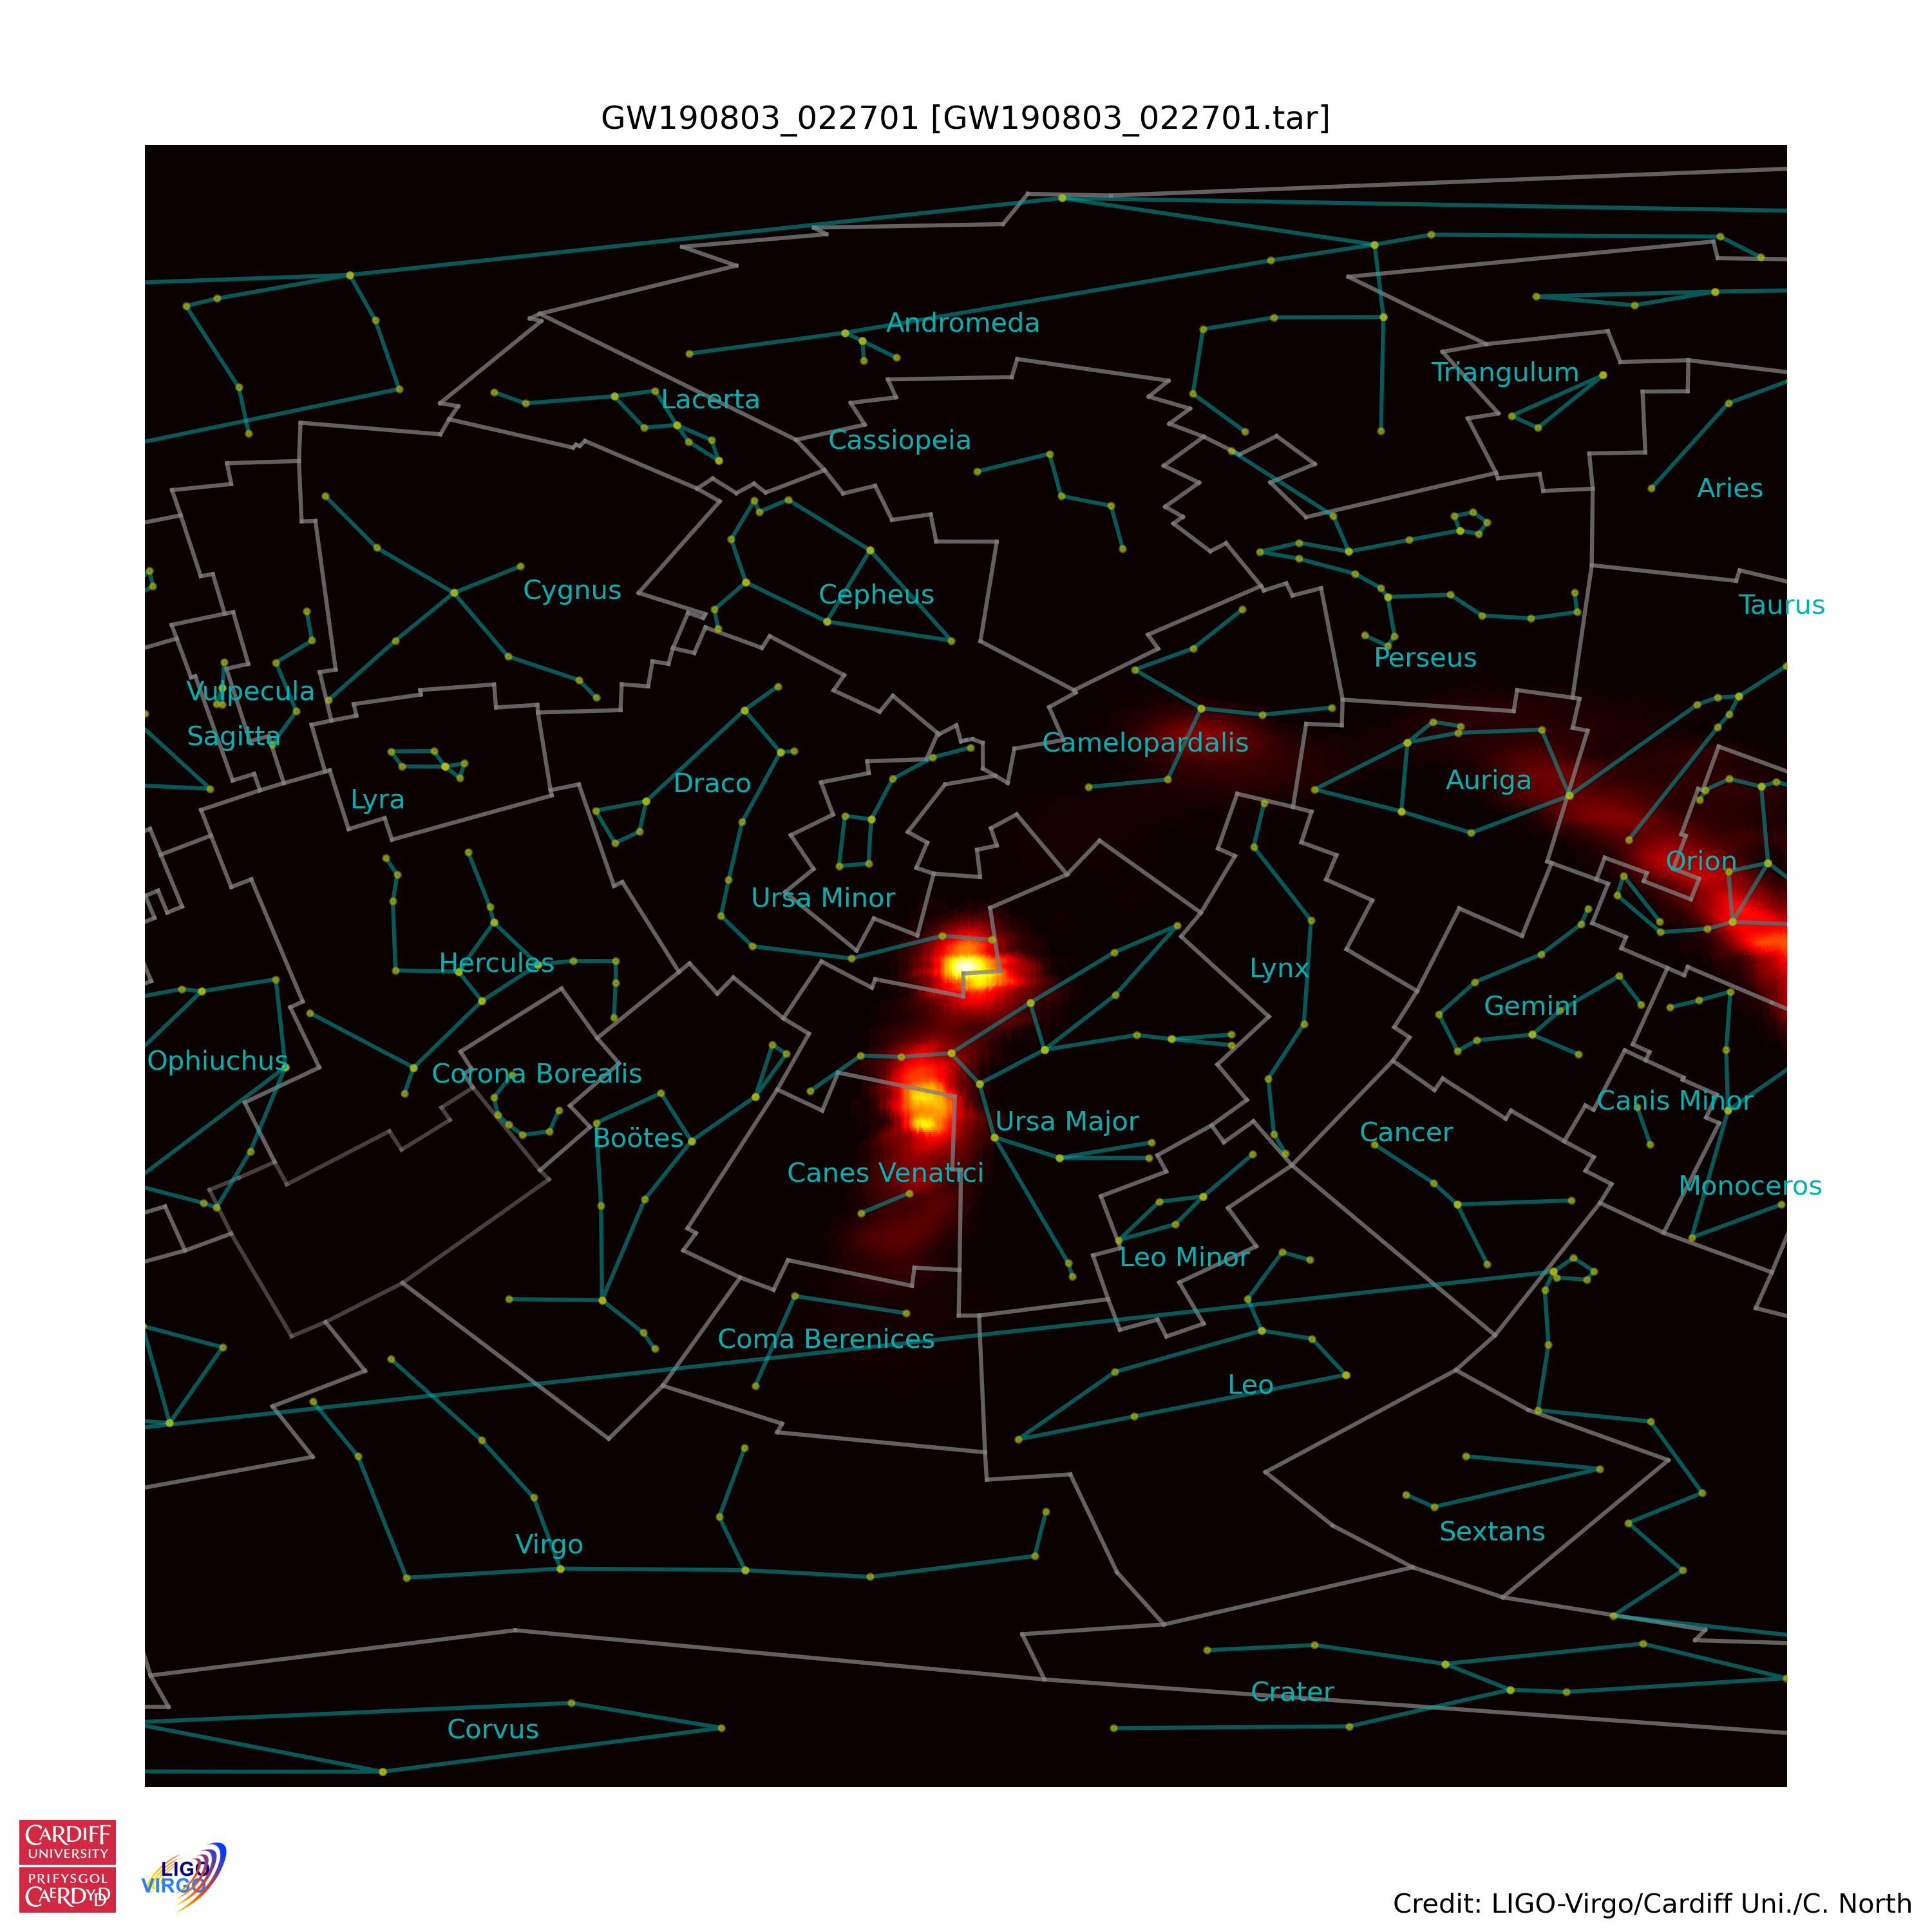 GW190803_022701 [GW190803_022701.tar]
Andromeda
Triangulum
Lacerta
Cassiopeia
Aries
Cygnus
Cepheus
Taurus
Perseus
Vulpecula
Sagitta
Camelopardalis
Draco
Auriga
Lyra
Orion
Ursa Minor
Hercules
Lynx
Gemini
Ophiuchus
Corona Borealis
Canis Minor
Ursa Major
Boötes
Cancer
Canes Venatici
Monoceros
Leo Minor
Coma Berenices
Leo
Virgo
Sextans
Crater
Corvus
CARDIFF
UNIVERSITY
PRIFYSGOL
CAERDYDD
LIGO
VIRGO
Credit: LIGO-Virgo/Cardiff Uni./C. North